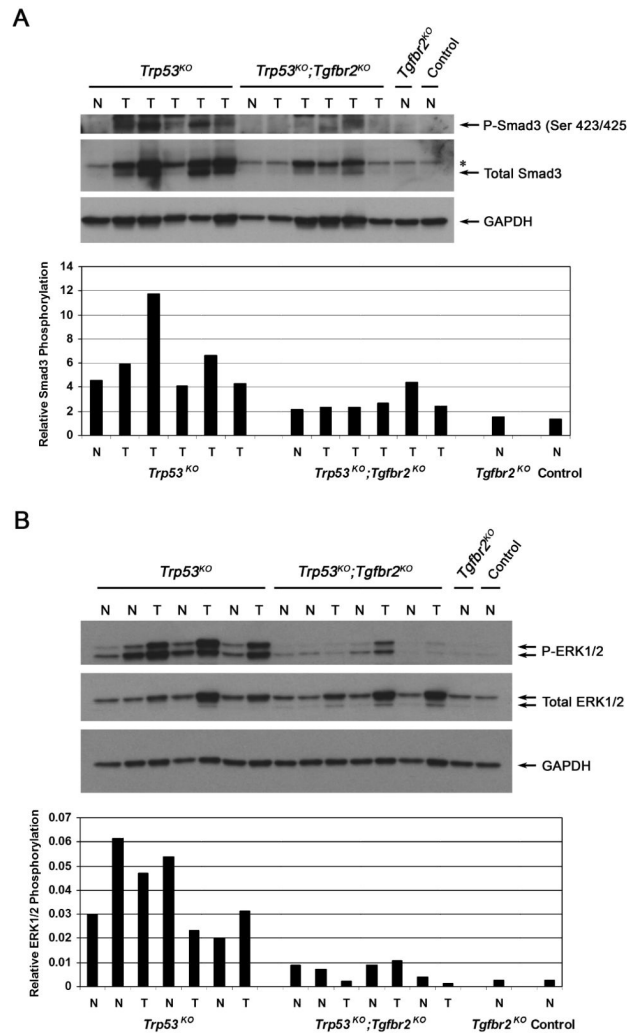 A
Trp53KO Trp53KO;Tgfbr2KO Tgfbr2KO Control
N T T T T T N T T T T T N N
P-Smad3 (Ser 423/425
*
Total Smad3
GAPDH
Relative Smad3 Phosphorylation
14
12
10
8
6
4
2
0
N T T T T T N T T T T T N N
Trp53KO Trp53KO;Tgfbr2KO Tgfbr2KO Control
B
Trp53KO Trp53KO;Tgfbr2KO Tgfbr2KO Control
N N T N T N T N N T N T N T N N
P-ERK1/2
Total ERK1/2
GAPDH
Relative ERK1/2 Phosphorylation
0.07
0.06
0.05
0.04
0.03
0.02
0.01
0
N N T N T N T N N T N T N T N N
Trp53KO Trp53KO;Tgfbr2KO Tgfbr2KO Control